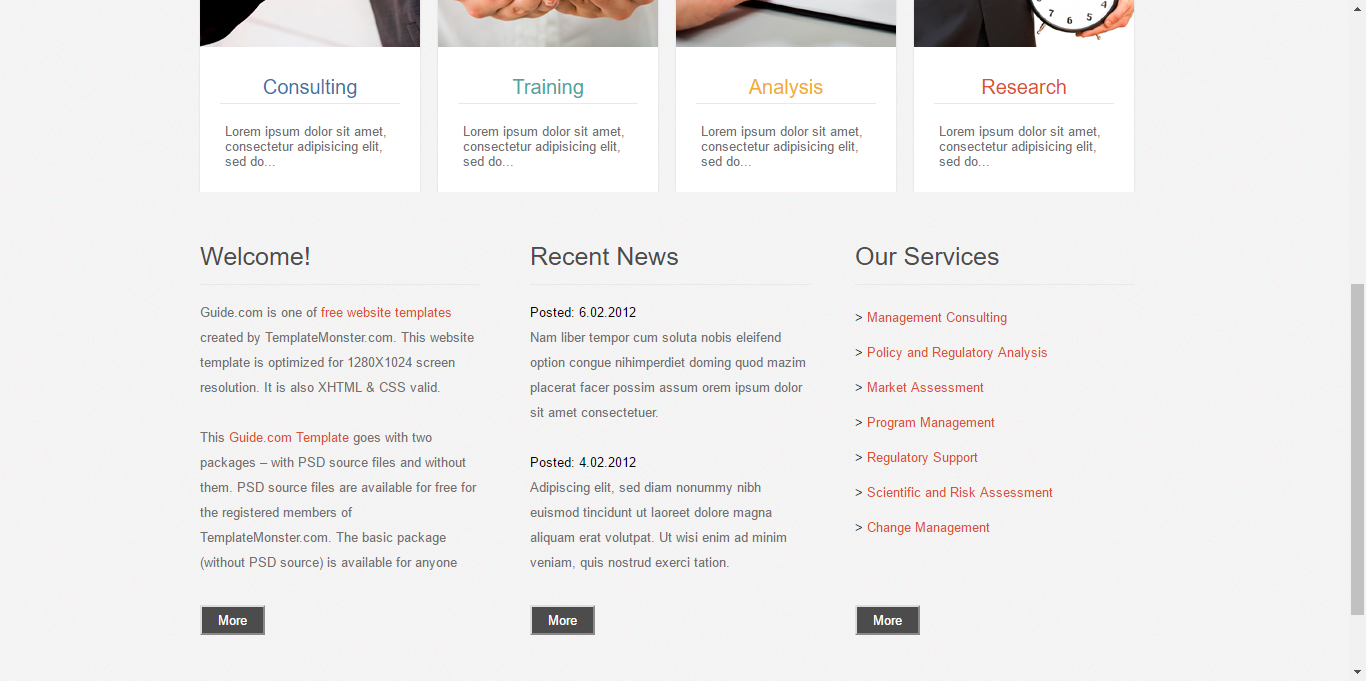 7 6 5 4
Consulting
Lorem ipsum dolor sit amet,
consectetur adipisicing elit,
sed do...
Training
Lorem ipsum dolor sit amet,
consectetur adipisicing elit,
sed do...
Analysis
Lorem ipsum dolor sit amet,
consectetur adipisicing elit,
sed do...
Research
Lorem ipsum dolor sit amet,
consectetur adipisicing elit,
sed do...
Welcome!
Guide.com is one of free website templates
created by TemplateMonster.com. This website
template is optimized for 1280X1024 screen
resolution. It is also XHTML & CSS valid.
This Guide.com Template goes with two
packages – with PSD source files and without
them. PSD source files are available for free for
the registered members of
TemplateMonster.com. The basic package
(without PSD source) is available for anyone
More
Recent News
Posted: 6.02.2012
Nam liber tempor cum soluta nobis eleifend
option congue nihimperdiet doming quod mazim
placerat facer possim assum orem ipsum dolor
sit amet consectetuer.
Posted: 4.02.2012
Adipiscing elit, sed diam nonummy nibh
euismod tincidunt ut laoreet dolore magna
aliquam erat volutpat. Ut wisi enim ad minim
veniam, quis nostrud exerci tation.
More
Our Services
> Management Consulting
> Policy and Regulatory Analysis
> Market Assessment
> Program Management
> Regulatory Support
> Scientific and Risk Assessment
> Change Management
More